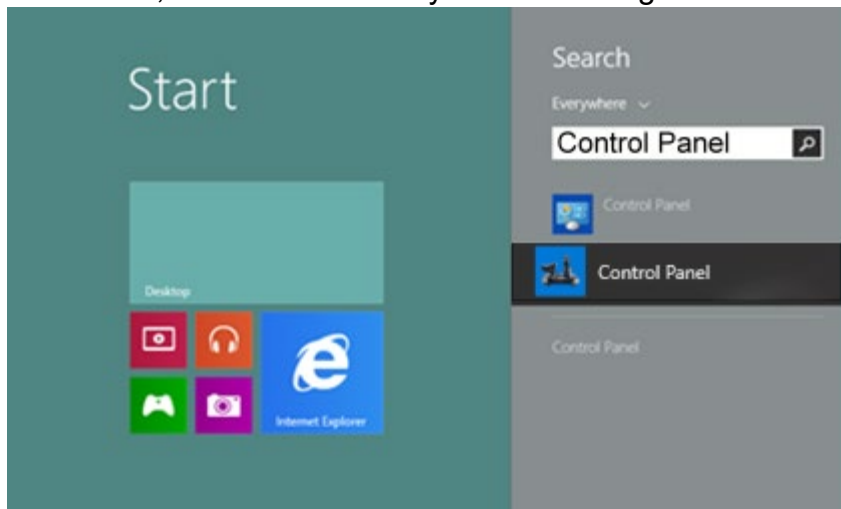 Start
Desktop
Internet Explorer
Search
Everywhere
Control Panel
Control Panel
Control Panel
Control Panel